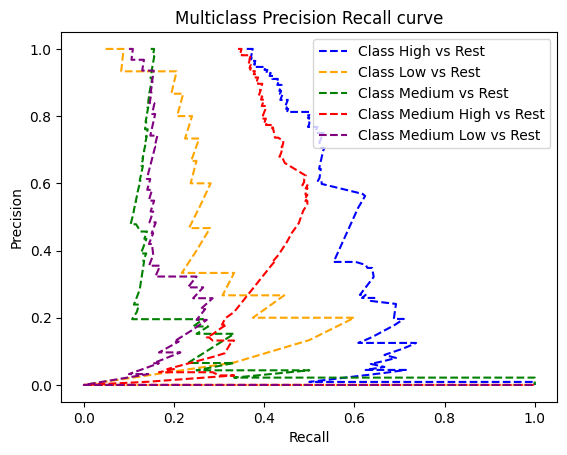 Multiclass Precision Recall curve
1.0
0.8
0.6
0.4
0.2
0.0
Precision
Class High vs Rest
Class Low vs Rest
Class Medium vs Rest
Class Medium High vs Rest
Class Medium Low vs Rest
0.0 0.2 0.4 0.6 0.8 1.0
Recall